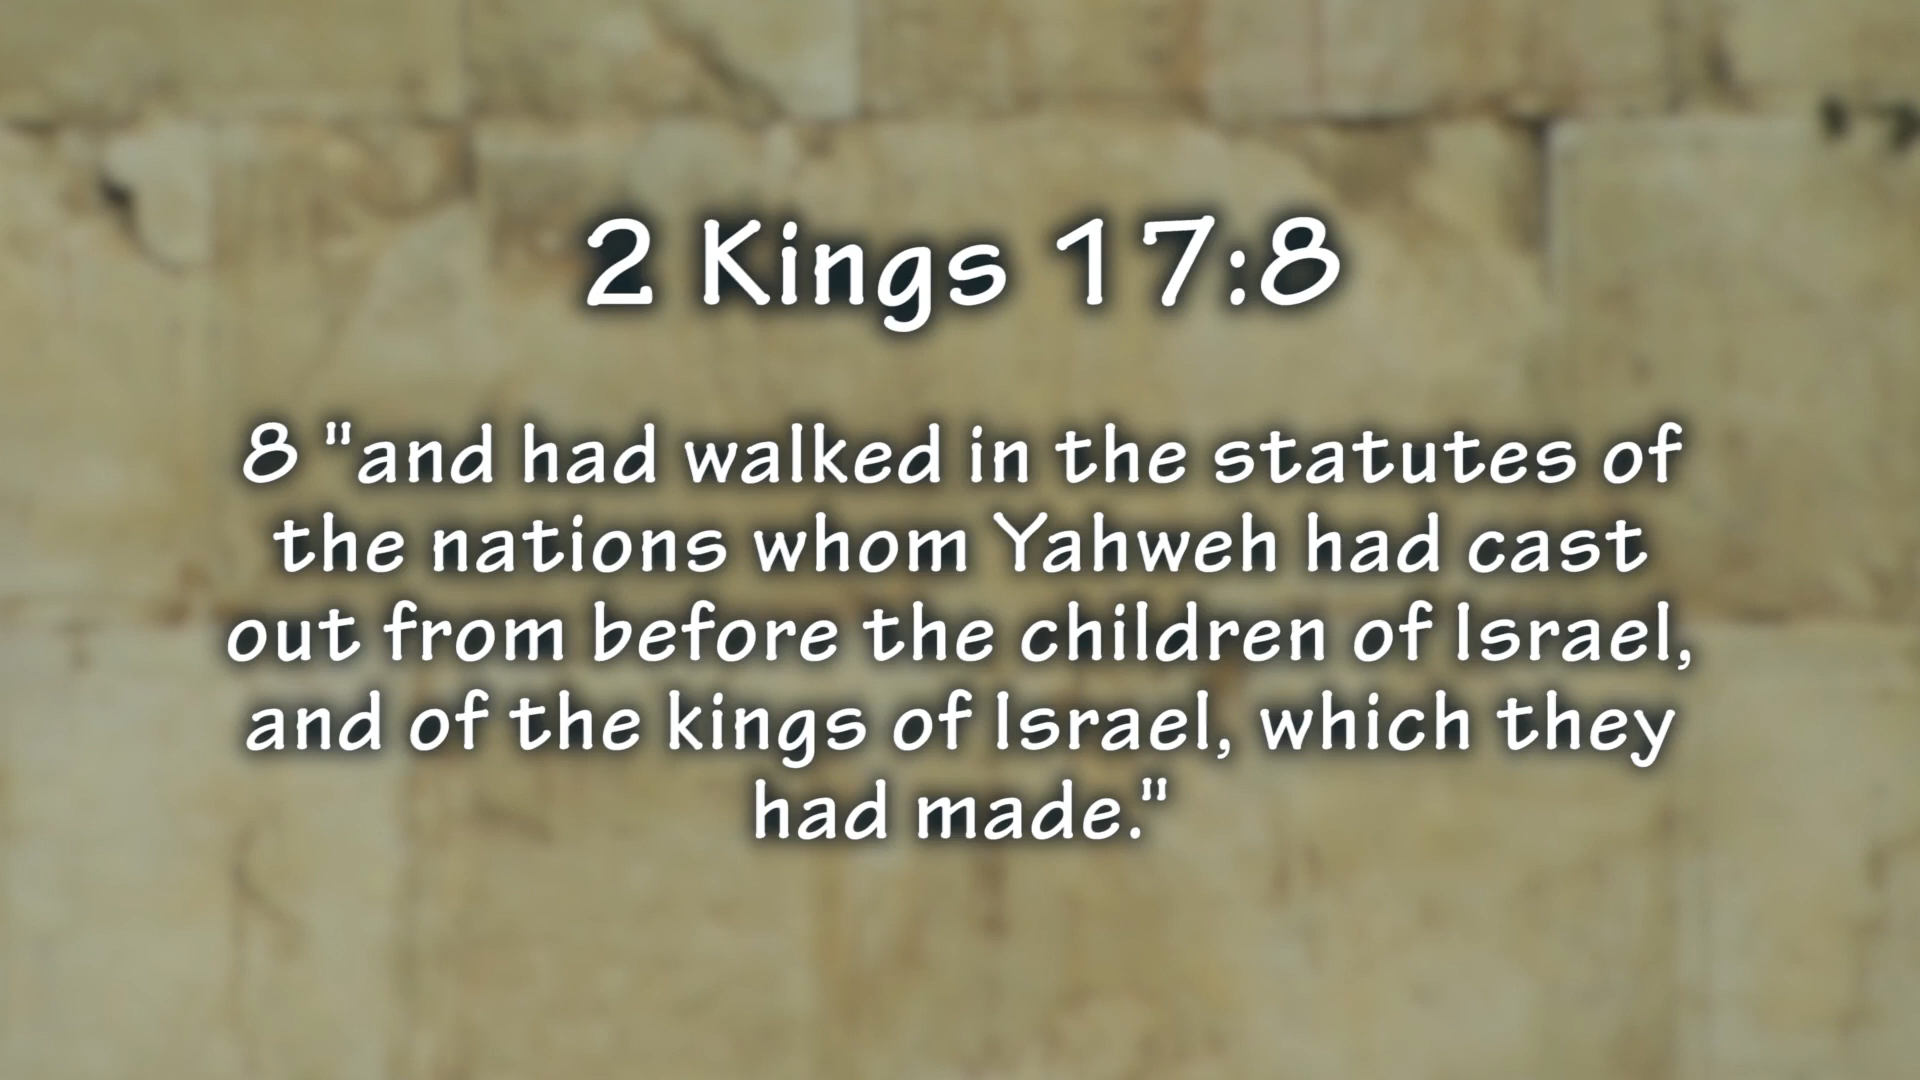 2 Kings 17:8
8 "and had walked in the statutes of
the nations whom Yahweh had cast
out from before the children of Israel,
and of the kings of Israel, which they
had made."